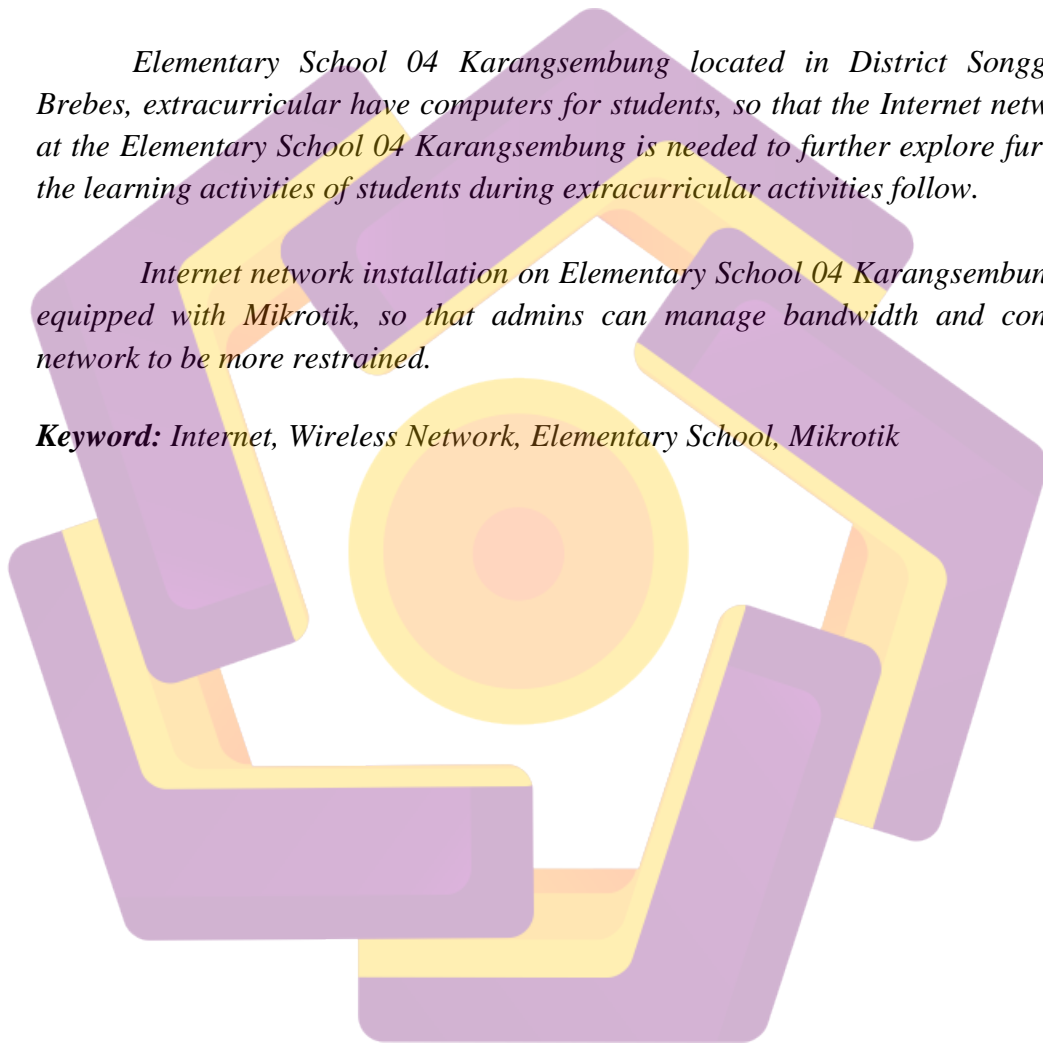 Elementary School 04 Karangsembung located in District Songg
Brebes, extracurricular have computers for students, so that the Internet netw
at the Elementary School 04 Karangsembung is needed to further explore fur
the learning activities of students during extracurricular activities follow.
Internet network installation on Elementary School 04 Karangsembun
equipped with Mikrotik, so that admins can manage bandwidth and con
network to be more restrained.
Keyword: Internet, Wireless Network, Elementary School, Mikrotik